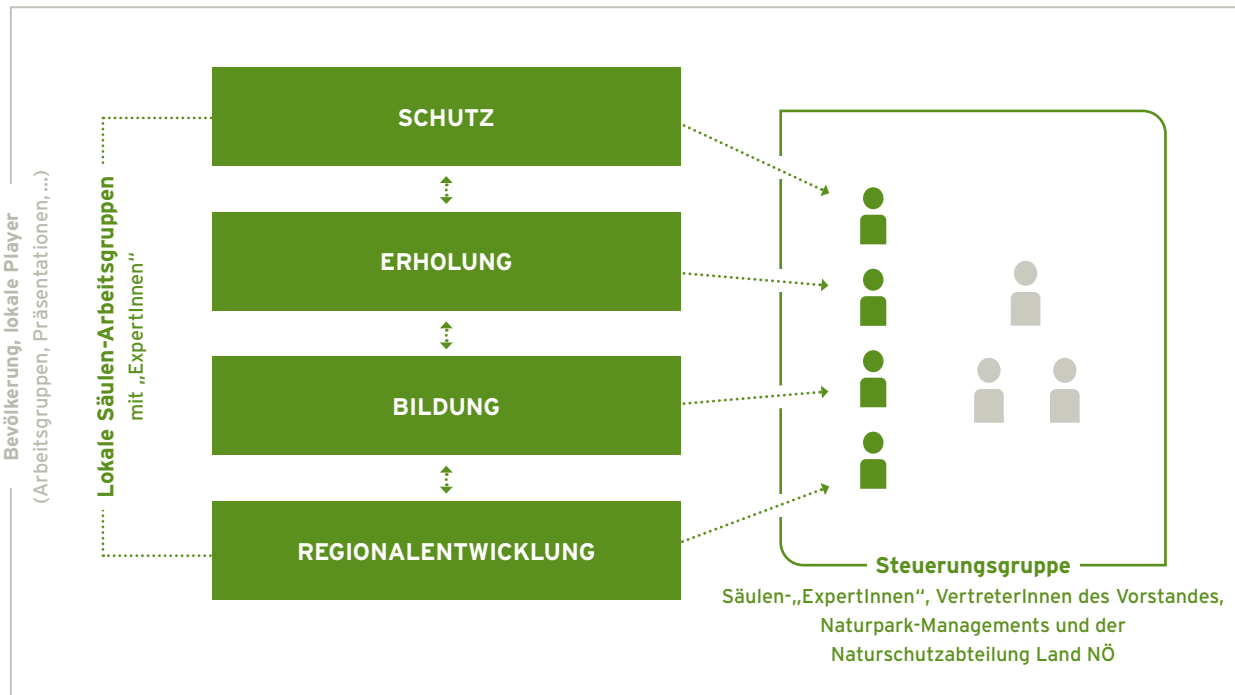 Bevölkerung, lokale Player
(Arbeitsgruppen, Präsentationen, ...)
Lokale Säulen-Arbeitsgruppen
mit „ExpertInnen“
SCHUTZ
ERHOLUNG
BILDUNG
REGIONALENTWICKLUNG
Steuerungsgruppe
Säulen-„ExpertInnen“, VertreterInnen des Vorstandes,
Naturpark-Managements und der
Naturschutzabteilung Land NÖ